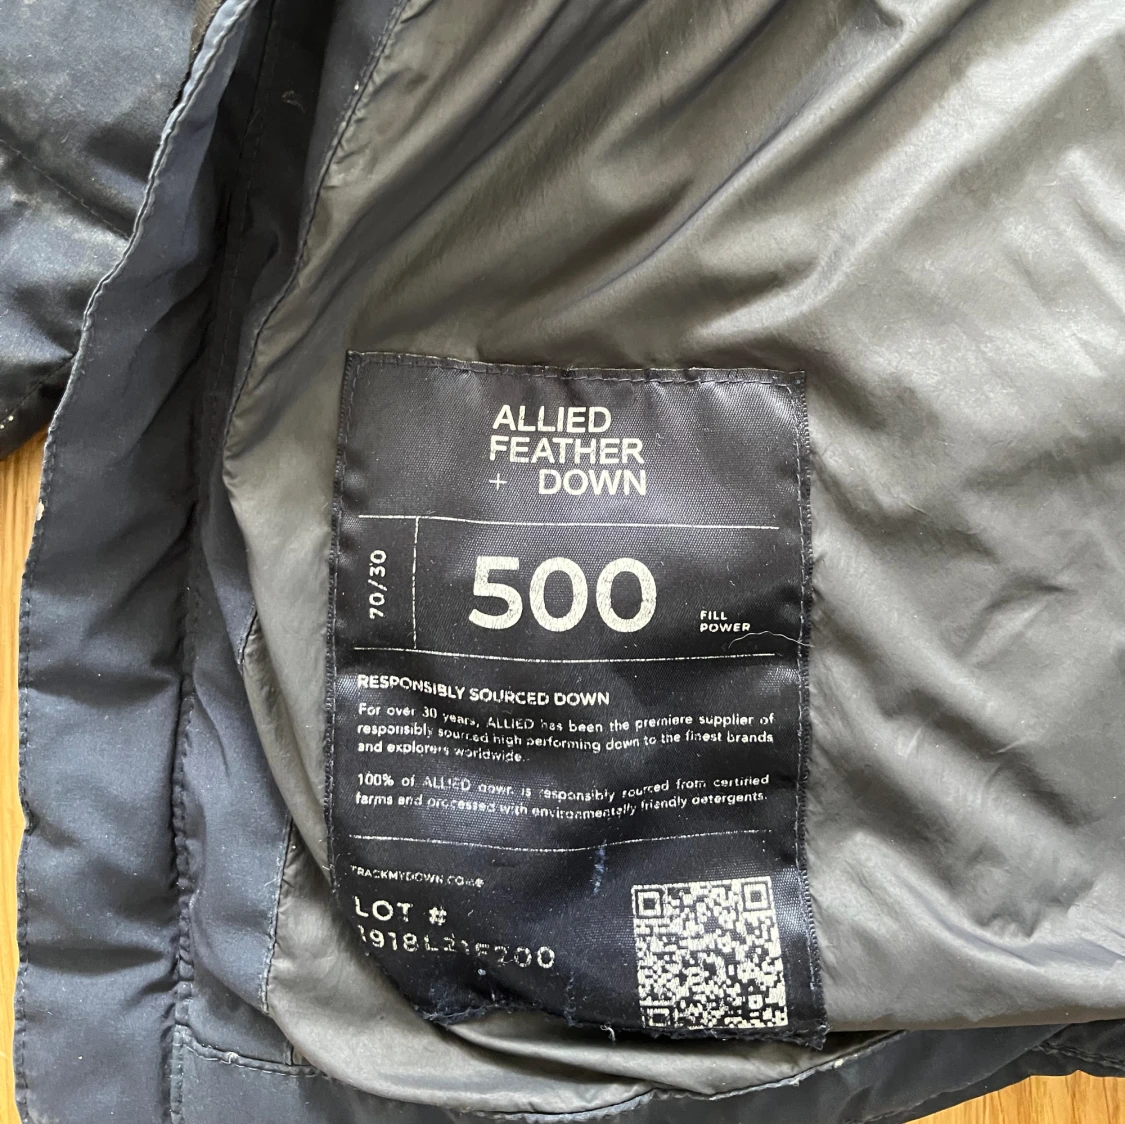 ALLIED
FEATHER
+ DOWN
70/30
500
FILL
POWER
RESPONSIBLY SOURCED DOWN
For over 30 years, ALLIED has been the premiere supplier of
responsibly sourced high performing down to the finest brands
and explorers worldwide.
100% of ALLIED down is responsibly sourced from certified
farms and processed with environmentally friendly detergents.
TRACKMYDOWN.COM®
LOT #